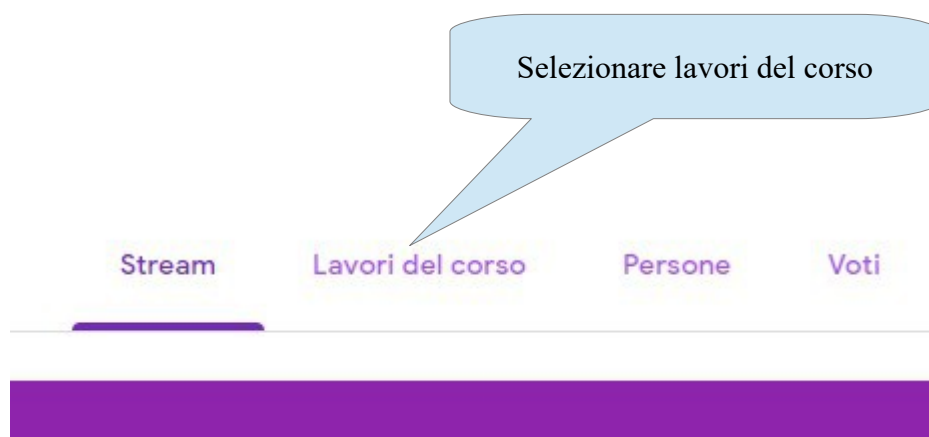 Selezionare lavori del corso
Stream Lavori del corso Persone Voti